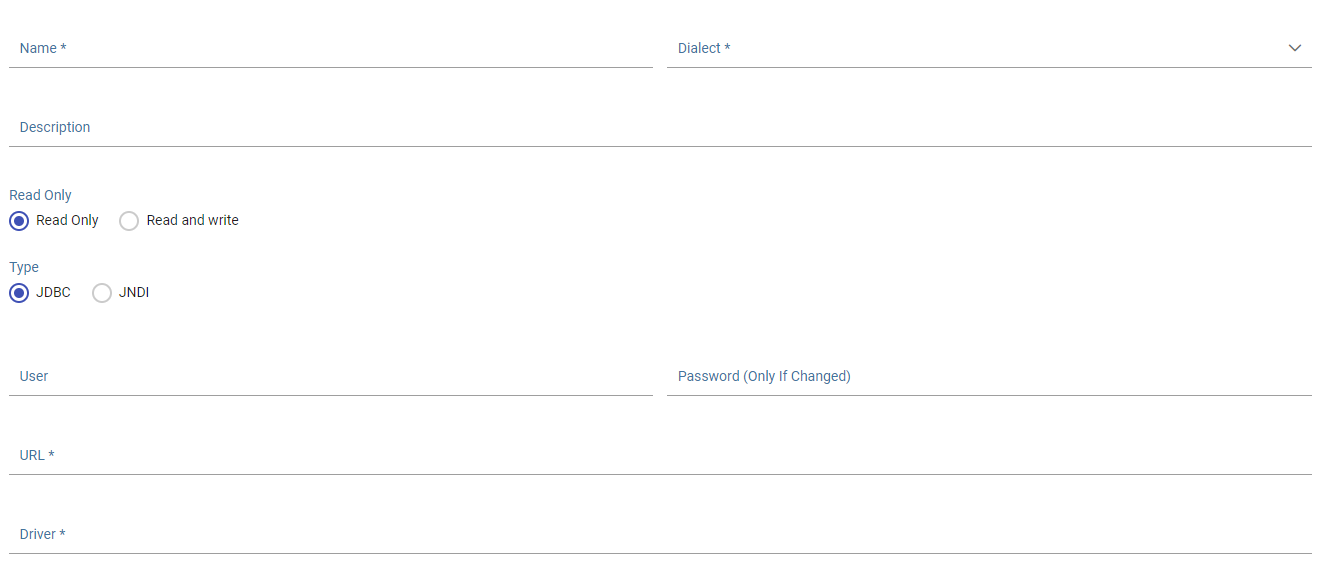 Name *
Dialect *
Description
Read Only
Read Only
Read and write
Type
JDBC
JNDI
User
Password (Only If Changed)
URL *
Driver *